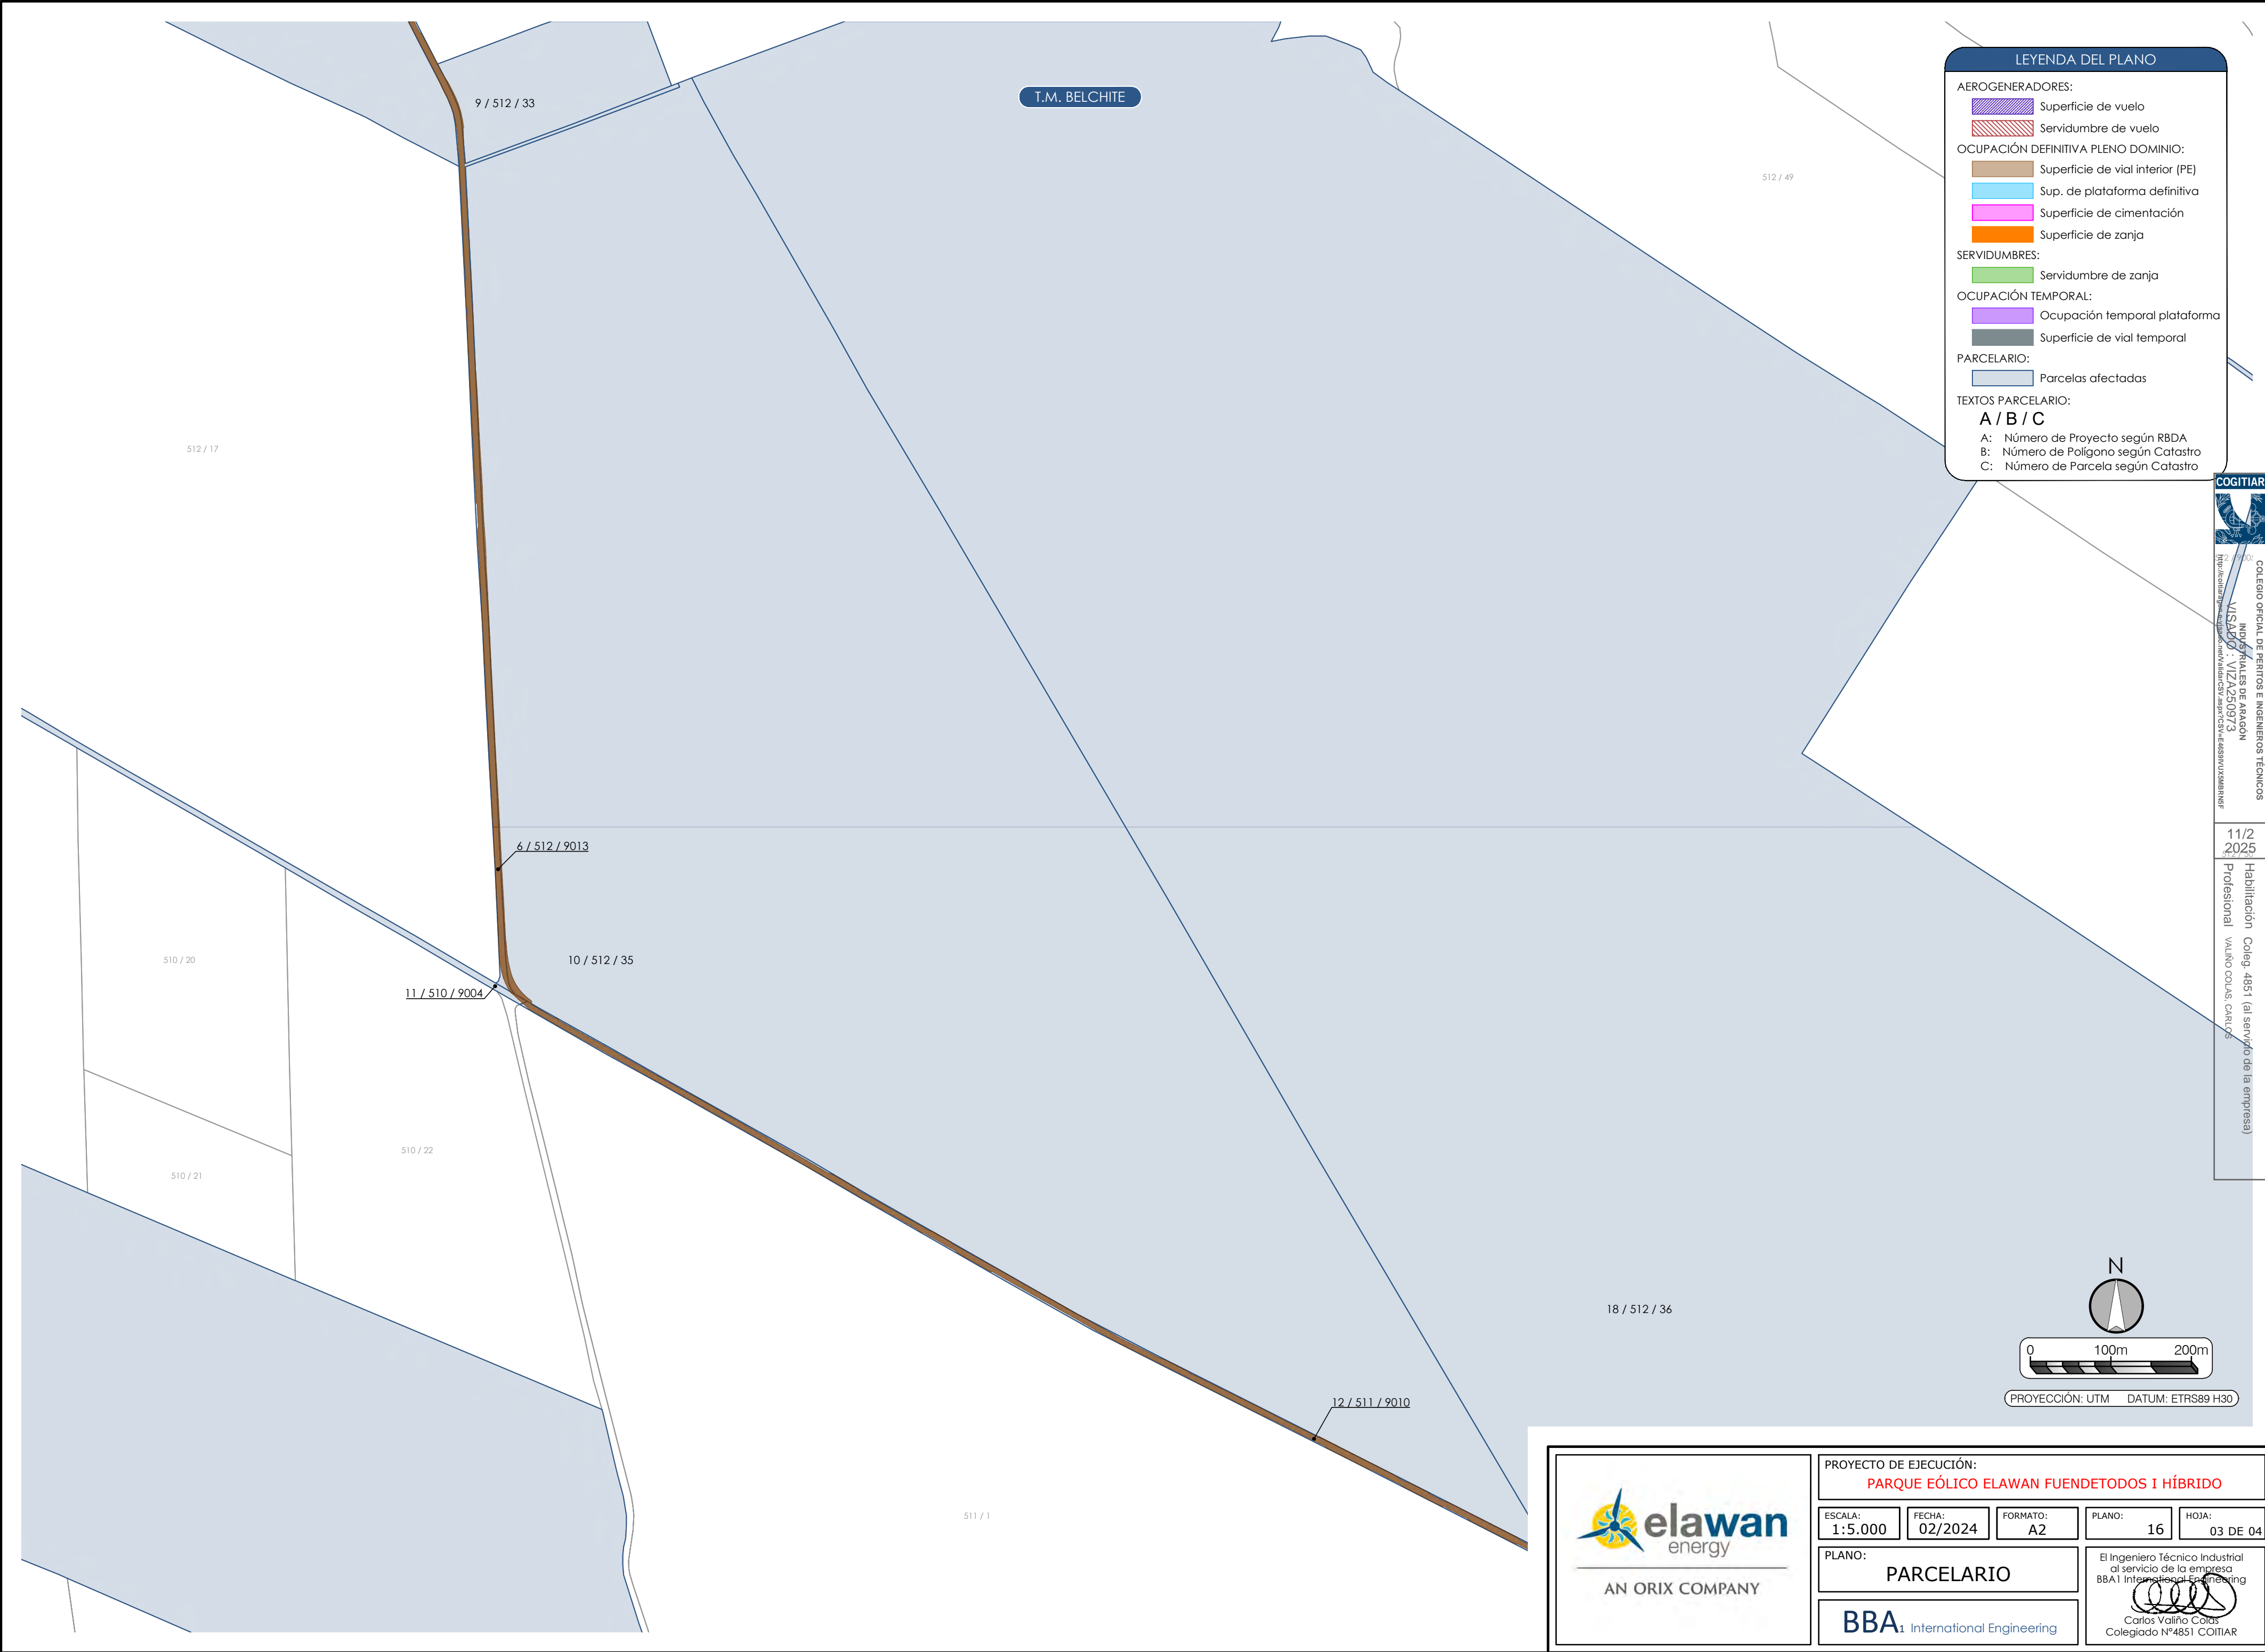 LEYENDA DEL PLANO
AEROGENERADORES:
Superficie de vuelo
Servidumbre de vuelo
OCUPACIÓN DEFINITIVA PLENO DOMINIO:
Superficie de vial interior (PE)
Sup. de plataforma definitiva
Superficie de cimentación
Superficie de zanja
SERVIDUMBRES:
Servidumbre de zanja
OCUPACIÓN TEMPORAL:
Ocupación temporal plataforma
Superficie de vial temporal
PARCELARIO:
Parcelas afectadas
TEXTOS PARCELARIO:
A / B / C
A: Número de Proyecto según RBDA
B: Número de Polígono según Catastro
C: Número de Parcela según Catastro
T.M. BELCHITE
9 / 512 / 33
512 / 49
512 / 17
6 / 512 / 9013
10 / 512 / 35
510 / 20
11 / 510 / 9004
510 / 22
510 / 21
18 / 512 / 36
12 / 511 / 9010
511 / 1
COGITIAR
COLEGIO OFICIAL DE PERITOS E INGENIEROS TÉCNICOS
INDUSTRIALES DE ARAGÓN
VISADO : VIZA250973
11/2
2025
Habilitación Coleg. 4851 (al servicio de la empresa)
Profesional VALIÑO COLAS, CARLOS
N
0 100m 200m
PROYECCIÓN: UTM DATUM: ETRS89 H30
elawan
energy
AN ORIX COMPANY
PROYECTO DE EJECUCIÓN:
PARQUE EÓLICO ELAWAN FUENDETODOS I HÍBRIDO
ESCALA:
1:5.000
FECHA:
02/2024
FORMATO:
A2
PLANO:
16
HOJA:
03 DE 04
PLANO:
PARCELARIO
BBA1 International Engineering
El Ingeniero Técnico Industrial
al servicio de la empresa
BBA1 International Engineering
Carlos Valiño Colás
Colegiado Nº4851 COITIAR